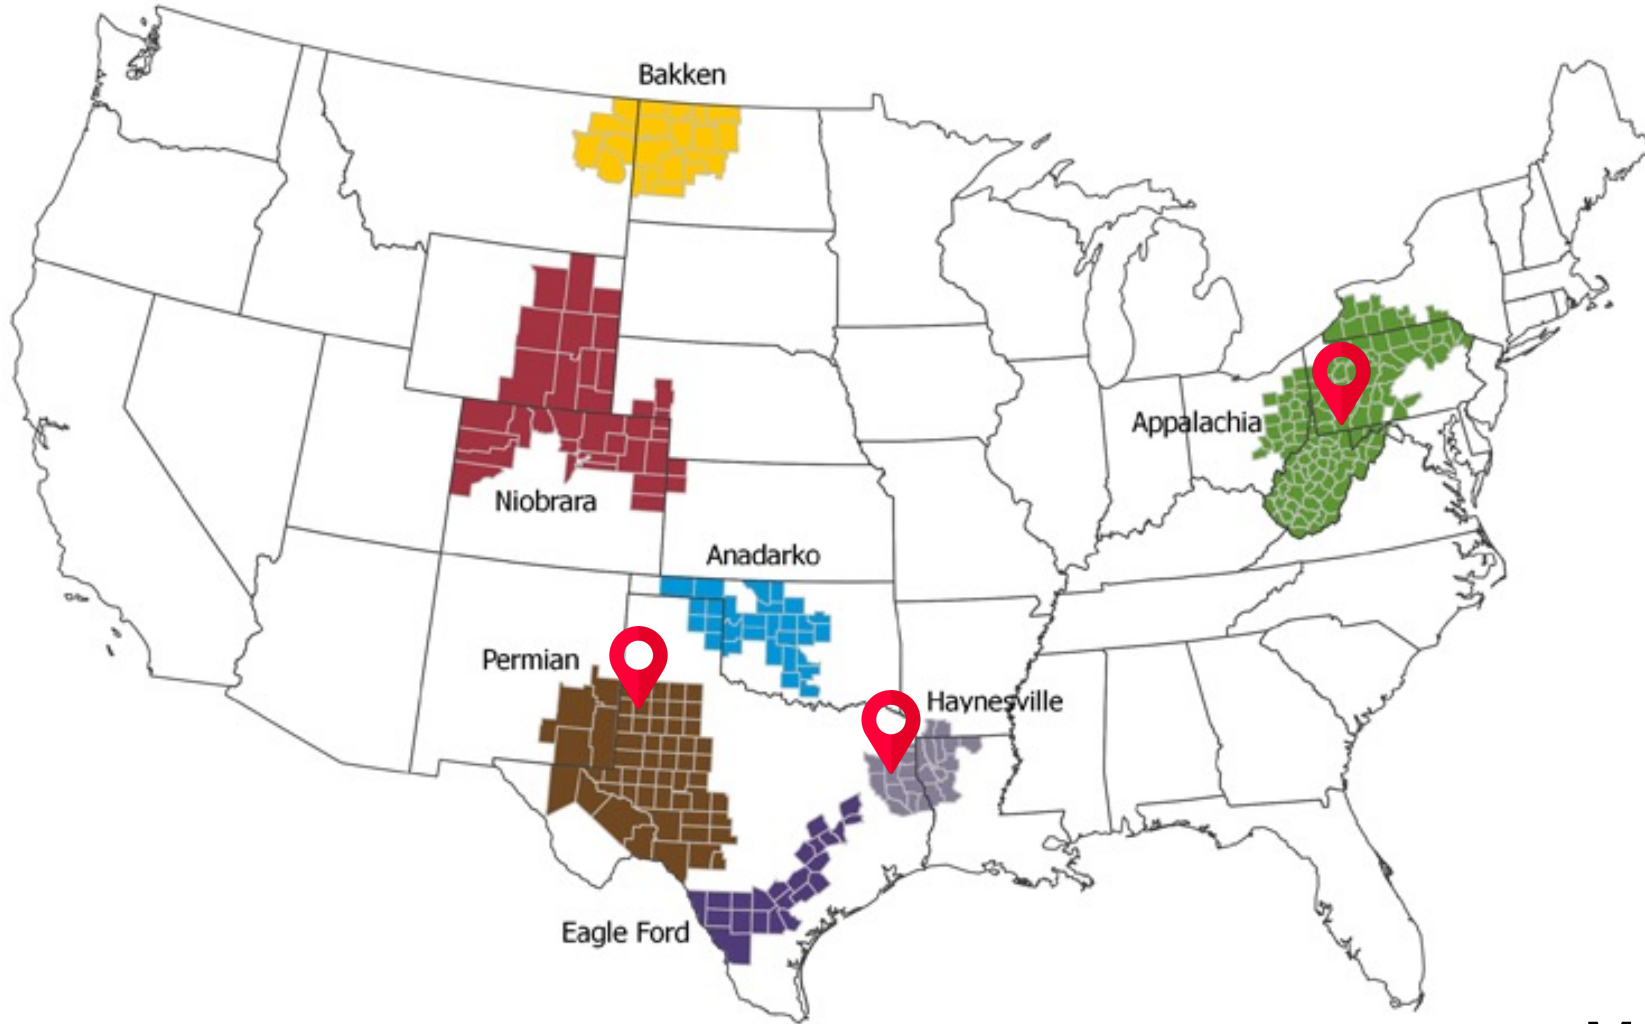 Bakken
Appalachia
Niobrara
Anadarko
Permian
Haynesville
Eagle Ford